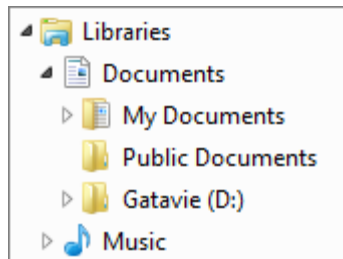 Libraries
Documents
My Documents
Public Documents
Gatavie (D:)
Music